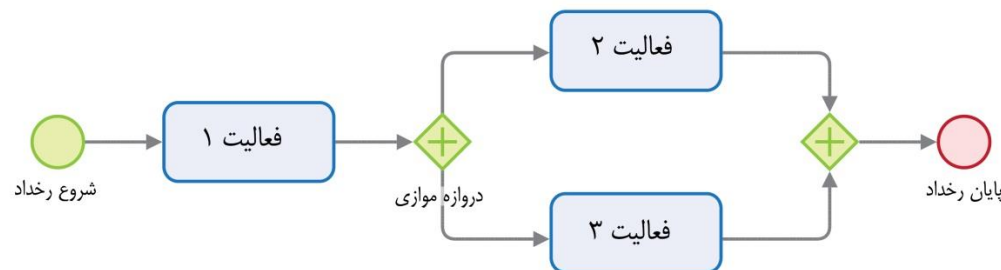 فعالیت ۲
فعالیت ۱
شروع رخداد
دروازه موازی
پایان رخداد
فعالیت ۳